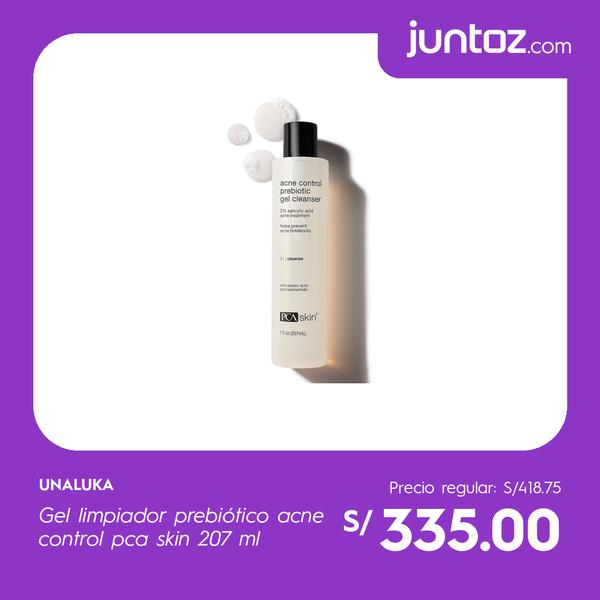 juntoz.com
acne control
prebiotic
gel cleanser
2% salicylic acid
acne treatment
helps prevent
acne breakouts
01 | cleanse
with azelaic acid
and niacinamide
PCA skin®
7 fl oz (207mL)
UNALUKA
Gel limpiador prebiótico acne
control pca skin 207 ml
Precio regular: S/418.75
S/ 335.00